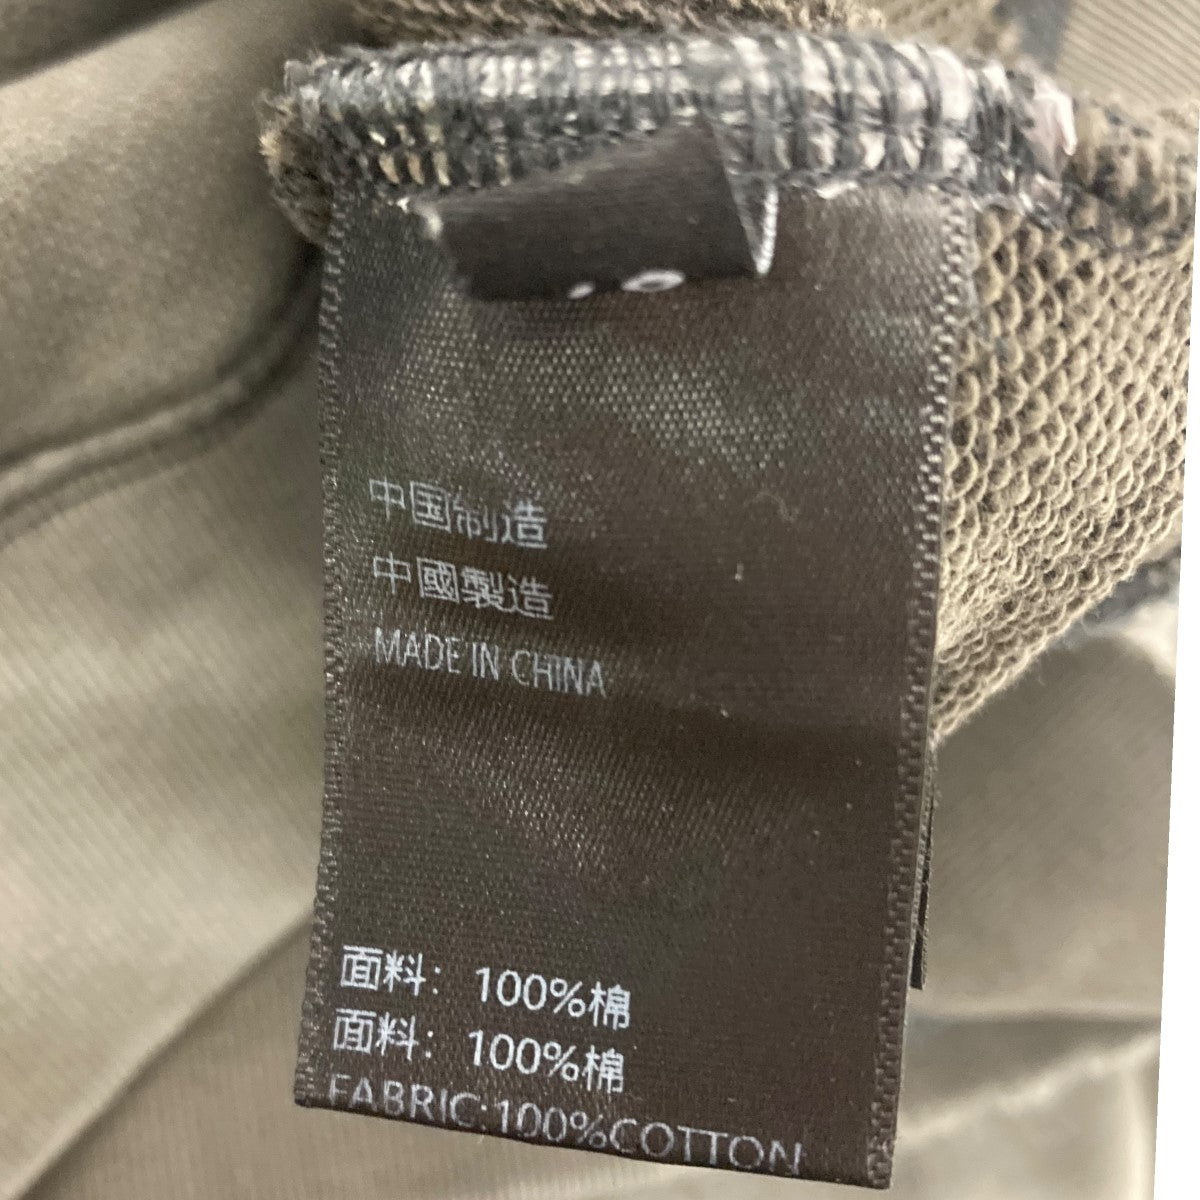 中国制造
中國製造
MADE IN CHINA
面料：100%棉
面料：100%棉
FABRIC:100%COTTON